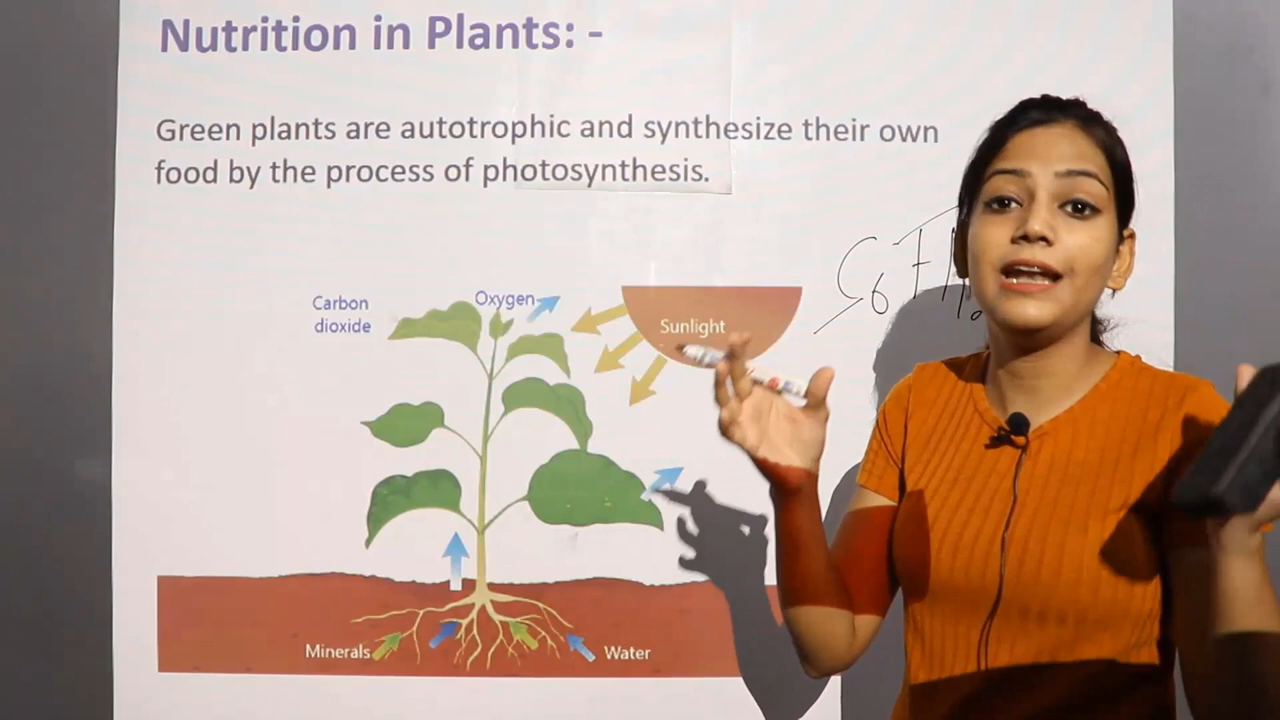 Nutrition in Plants: -
Green plants are autotrophic and synthesize their own
food by the process of photosynthesis.
Carbon
dioxide
Oxygen
Sunlight
C6 H
Minerals
Water